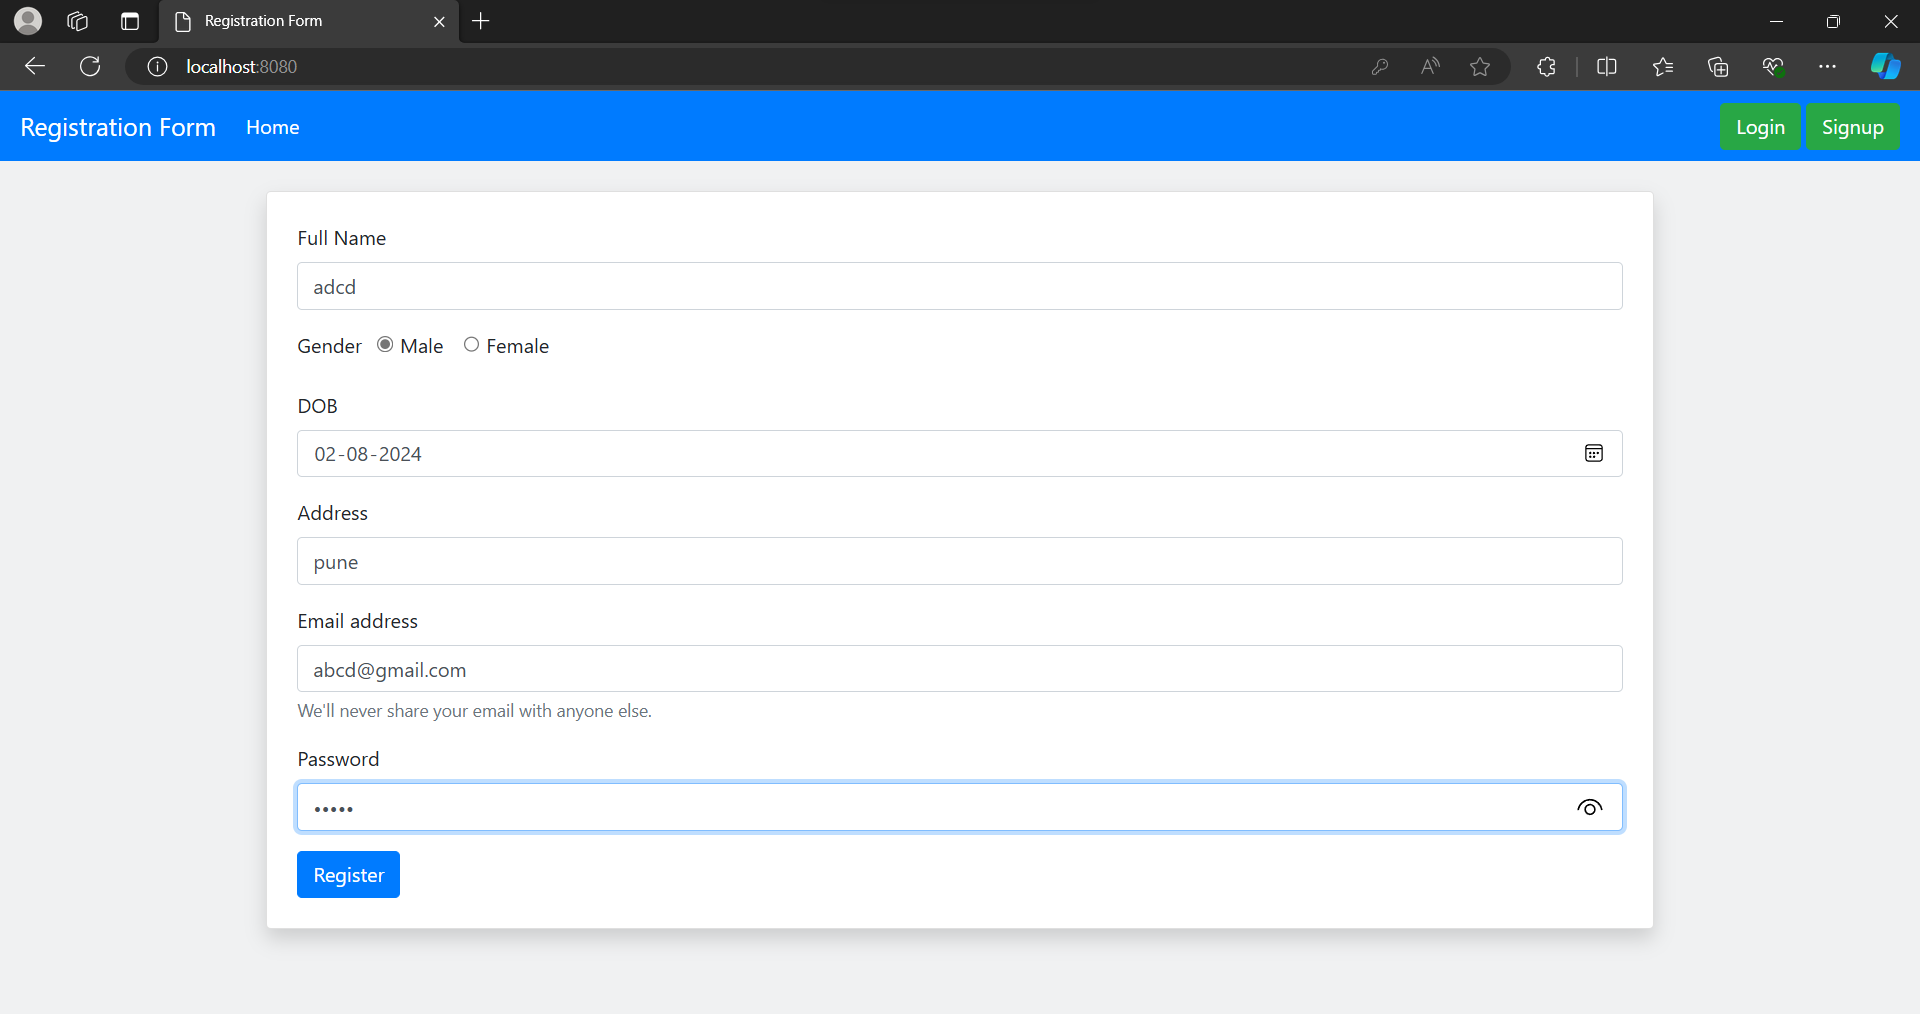 Registration Form
localhost:8080
Registration Form Home Login Signup
Full Name
adcd
Gender Male Female
DOB
02-08-2024
Address
pune
Email address
abcd@gmail.com
We'll never share your email with anyone else.
Password
•••••
Register